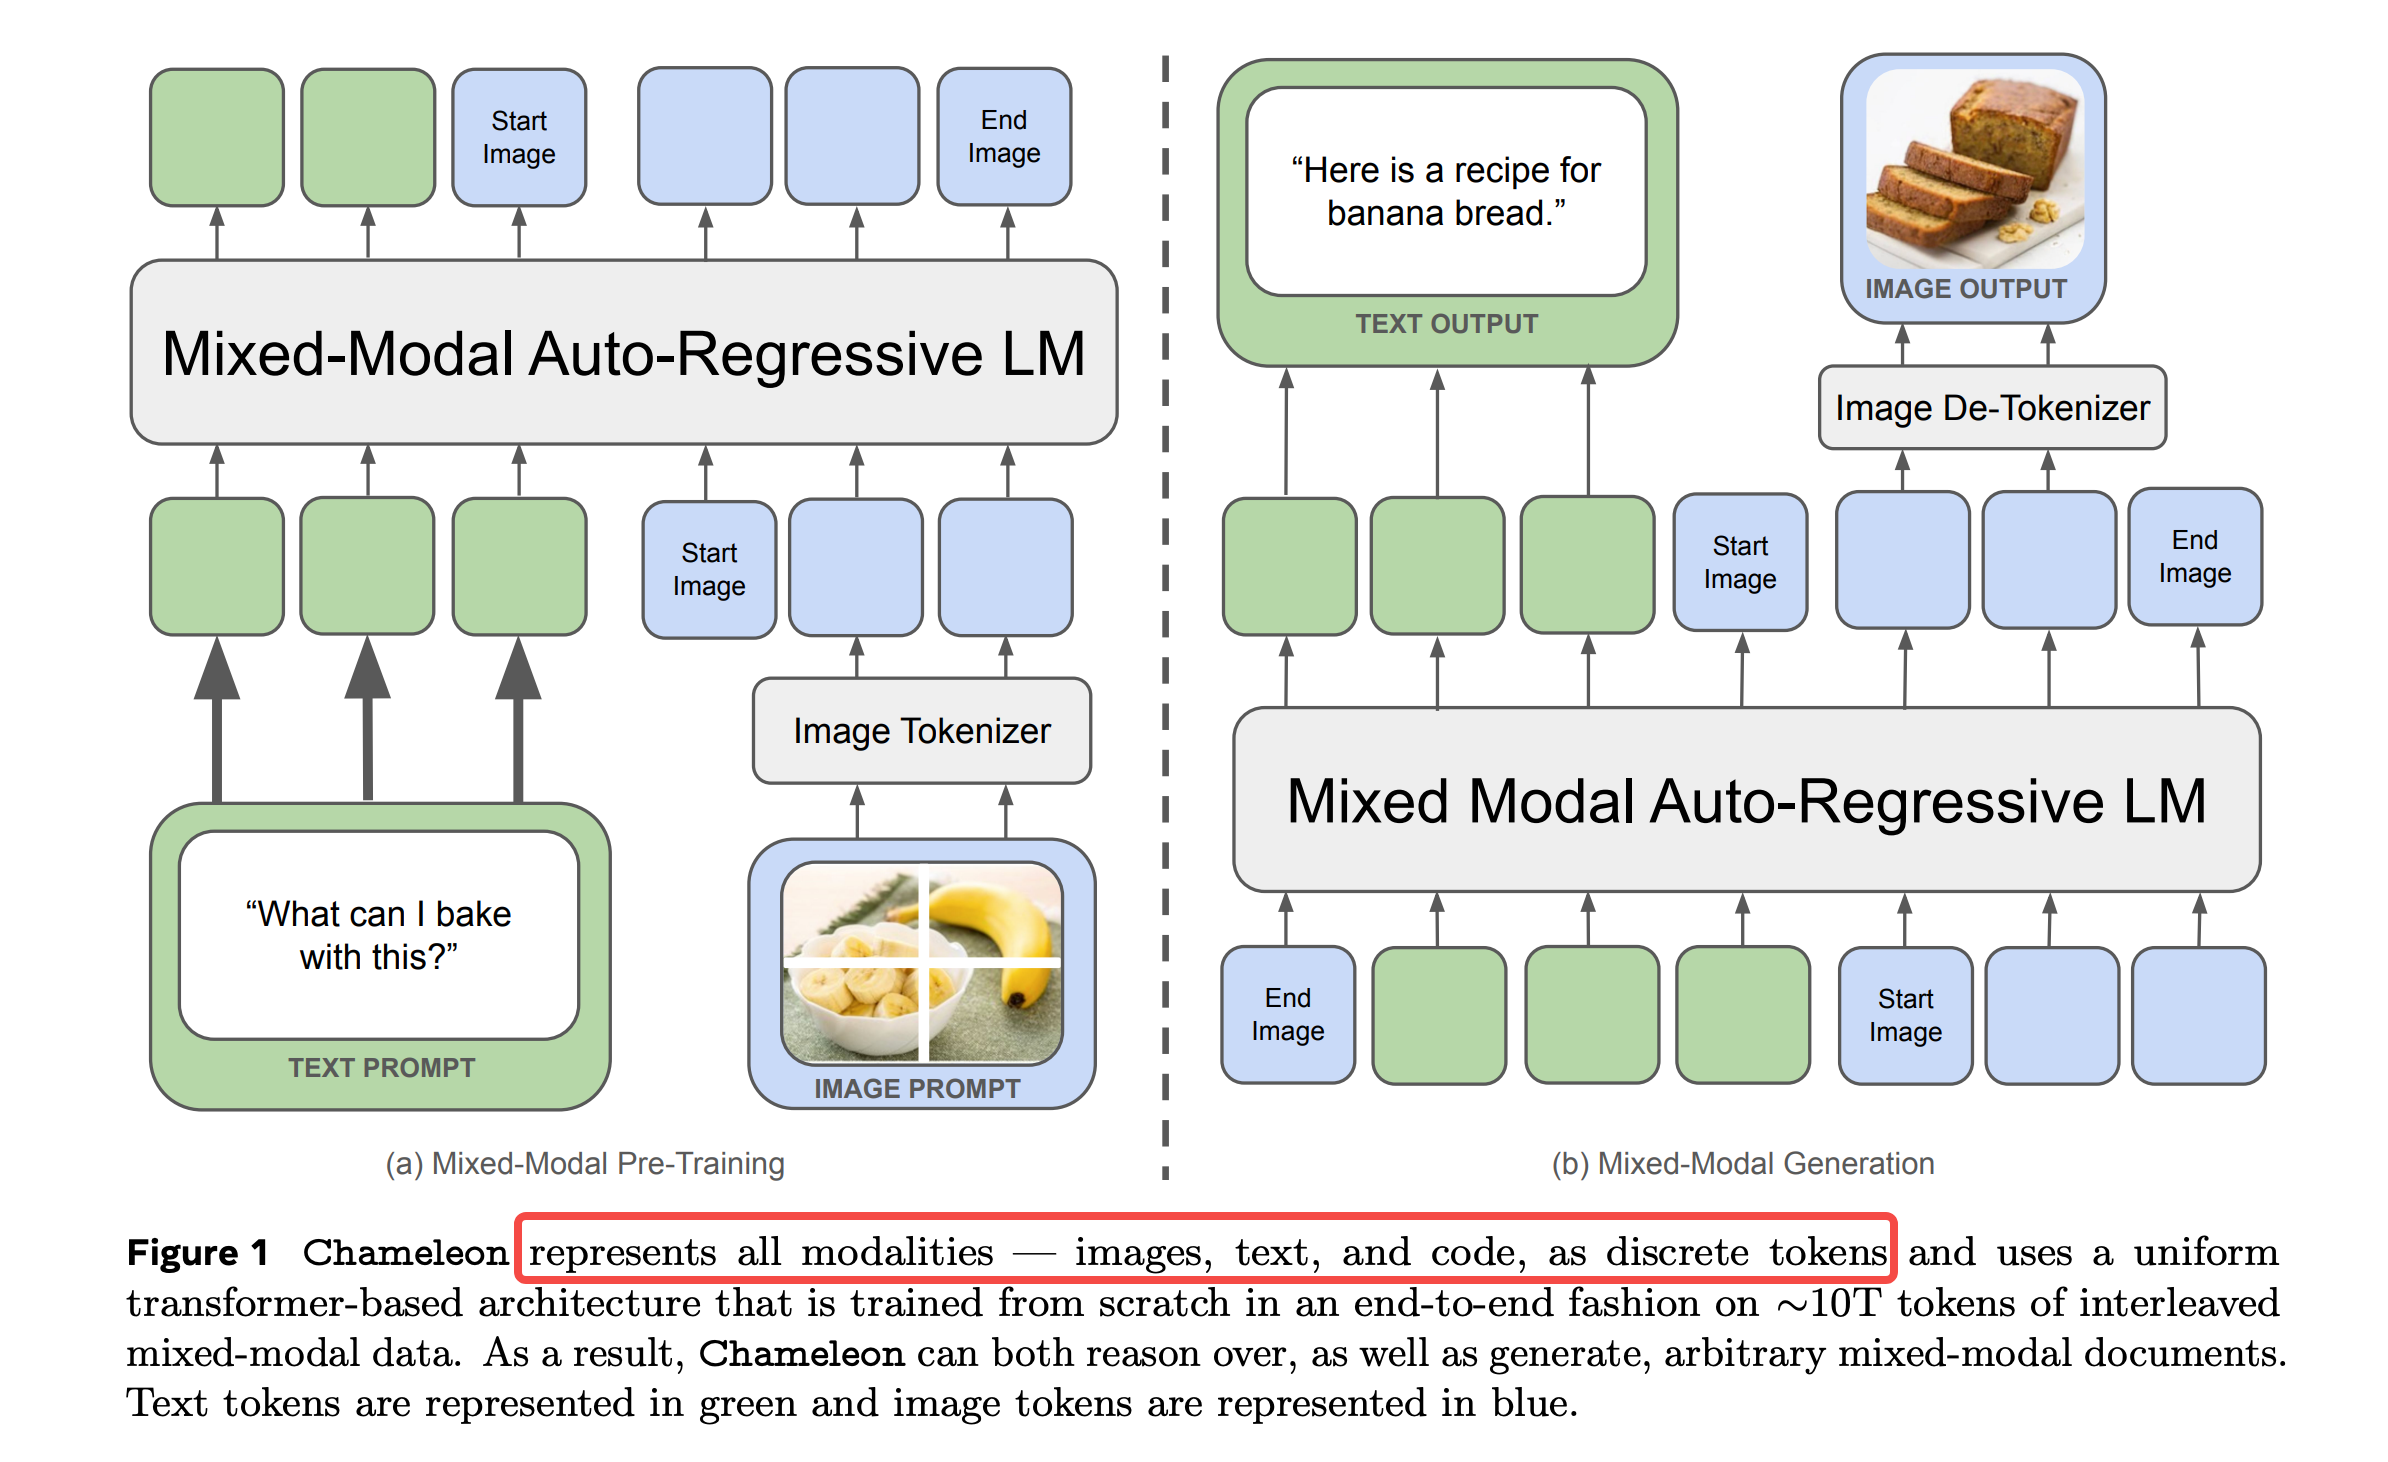 Start
Image
End
Image
Mixed-Modal Auto-Regressive LM
Start
Image
Image Tokenizer
“What can I bake
with this?”
TEXT PROMPT
IMAGE PROMPT
(a) Mixed-Modal Pre-Training
“Here is a recipe for
banana bread.”
TEXT OUTPUT
IMAGE OUTPUT
Image De-Tokenizer
Start
Image
End
Image
Mixed Modal Auto-Regressive LM
End
Image
Start
Image
(b) Mixed-Modal Generation
Figure 1 Chameleon represents all modalities — images, text, and code, as discrete tokens and uses a uniform
transformer-based architecture that is trained from scratch in an end-to-end fashion on ∼10T tokens of interleaved
mixed-modal data. As a result, Chameleon can both reason over, as well as generate, arbitrary mixed-modal documents.
Text tokens are represented in green and image tokens are represented in blue.